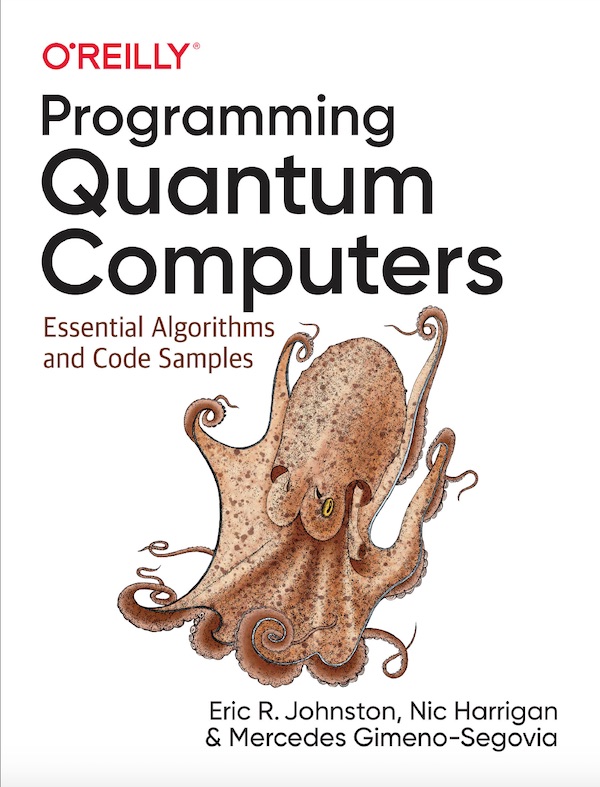 O'REILLY®
Programming
Quantum
Computers
Essential Algorithms
and Code Samples
Eric R. Johnston, Nic Harrigan
& Mercedes Gimeno-Segovia